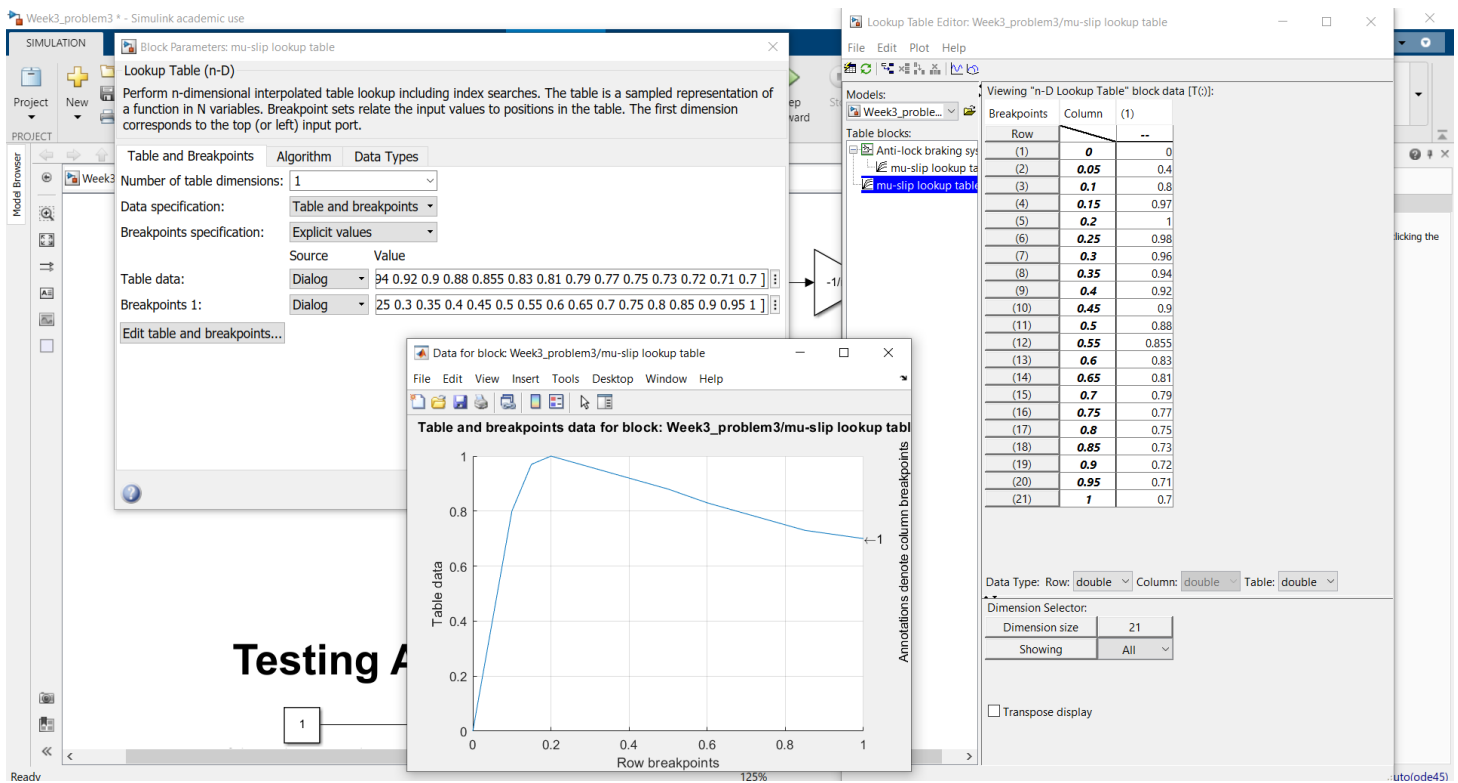 Week3_problem3 * - Simulink academic use
SIMULATION
Project
New
PROJECT
Model Browser
Block Parameters: mu-slip lookup table
Lookup Table (n-D)
Perform n-dimensional interpolated table lookup including index searches. The table is a sampled representation of
a function in N variables. Breakpoint sets relate the input values to positions in the table. The first dimension
corresponds to the top (or left) input port.
Table and Breakpoints Algorithm Data Types
Number of table dimensions: 1
Data specification: Table and breakpoints
Breakpoints specification: Explicit values
Source Value
Table data: Dialog 94 0.92 0.9 0.88 0.855 0.83 0.81 0.79 0.77 0.75 0.73 0.72 0.71 0.7 ]
Breakpoints 1: Dialog 25 0.3 0.35 0.4 0.45 0.5 0.55 0.6 0.65 0.7 0.75 0.8 0.85 0.9 0.95 1 ]
Edit table and breakpoints...
Data for block: Week3_problem3/mu-slip lookup table
File Edit View Insert Tools Desktop Window Help
Table and breakpoints data for block: Week3_problem3/mu-slip lookup tabl
1
0.8
0.6
0.4
0.2
0
Table data
0 0.2 0.4 0.6 0.8 1
Row breakpoints
←1
Annotations denote column breakpoints
Testing A
1
-1/
Lookup Table Editor: Week3_problem3/mu-slip lookup table
File Edit Plot Help
Models:
Week3_proble...
Table blocks:
Anti-lock braking sys
mu-slip lookup ta
mu-slip lookup table
Viewing "n-D Lookup Table" block data [T(:)]:
Breakpoints Column (1)
Row --
(1) 0 0
(2) 0.05 0.4
(3) 0.1 0.8
(4) 0.15 0.97
(5) 0.2 1
(6) 0.25 0.98
(7) 0.3 0.96
(8) 0.35 0.94
(9) 0.4 0.92
(10) 0.45 0.9
(11) 0.5 0.88
(12) 0.55 0.855
(13) 0.6 0.83
(14) 0.65 0.81
(15) 0.7 0.79
(16) 0.75 0.77
(17) 0.8 0.75
(18) 0.85 0.73
(19) 0.9 0.72
(20) 0.95 0.71
(21) 1 0.7
Data Type: Row: double Column: double Table: double
Dimension Selector:
Dimension size 21
Showing All
Transpose display
licking the
Ready
125%
uto(ode45)